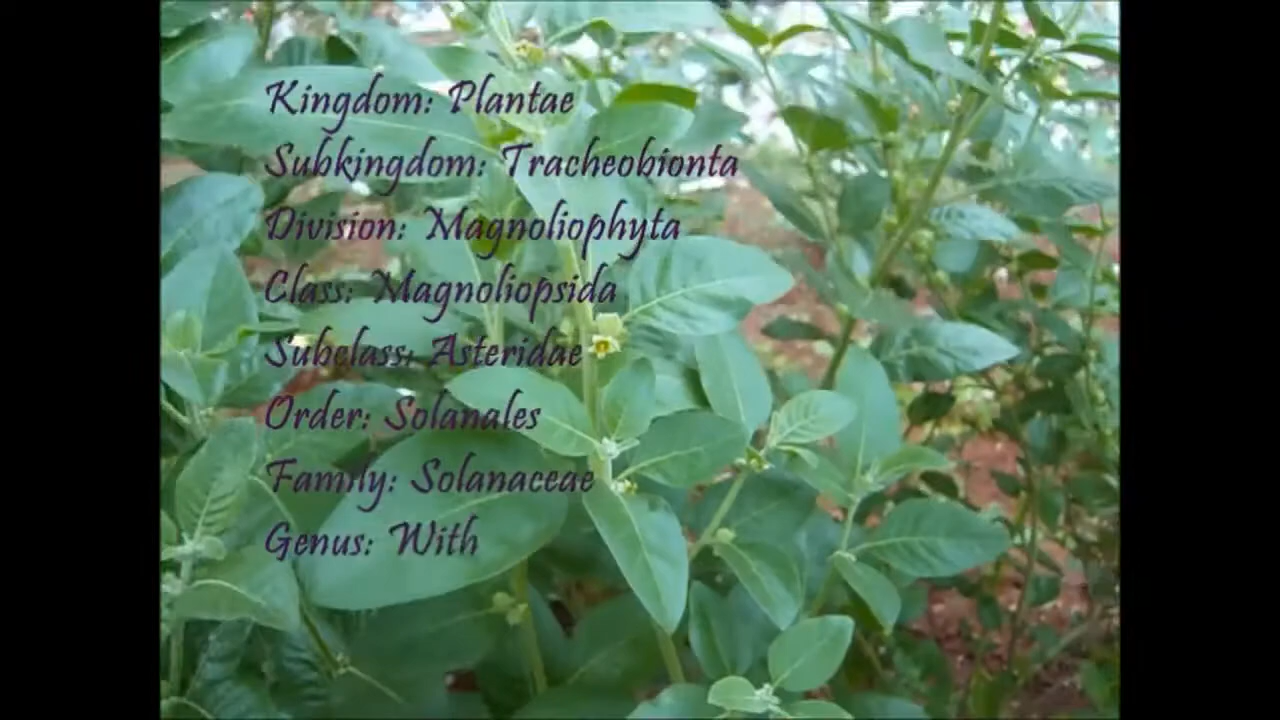 Kingdom: Plantae
Subkingdom: Tracheobionta
Division: Magnoliophyta
Class: Magnoliopsida
Subclass: Asteridae
Order: Solanales
Family: Solanaceae
Genus: With